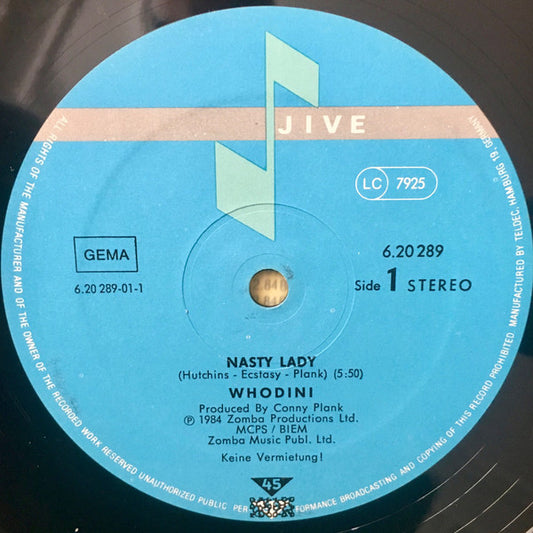 JIVE
LC 7925
GEMA
6.20 289-01-1
6.20 289
Side 1 STEREO
NASTY LADY
(Hutchins - Ecstasy - Plank) (5:50)
WHODINI
Produced By Conny Plank
℗ 1984 Zomba Productions Ltd.
MCPS / BIEM
Zomba Music Publ. Ltd.
Keine Vermietung!
45
ALL RIGHTS OF THE MANUFACTURER AND OF THE OWNER OF THE RECORDED WORK RESERVED UNAUTHORIZED PUBLIC PERFORMANCE BROADCASTING AND COPYING OF THIS RECORD PROHIBITED MANUFACTURED BY TELDEC, HAMBURG 19, GERMANY